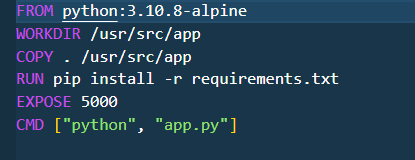 FROM python:3.10.8-alpine
WORKDIR /usr/src/app
COPY . /usr/src/app
RUN pip install -r requirements.txt
EXPOSE 5000
CMD ["python", "app.py"]